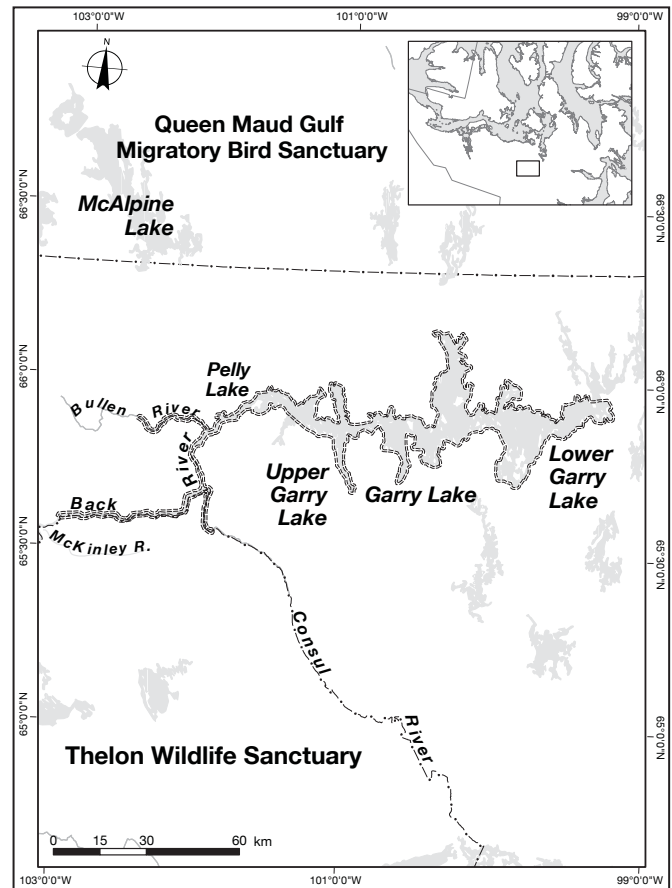 103°0'0"W
101°0'0"W
99°0'0"W
N
Queen Maud Gulf
Migratory Bird Sanctuary
McAlpine
Lake
66°30'0"N
66°30'0"N
Pelly
Lake
66°0'0"N
66°0'0"N
Bullen River
River
Upper
Garry
Lake
Garry Lake
Lower
Garry
Lake
Back
McKinley R.
65°30'0"N
65°30'0"N
Consul
River
65°0'0"N
65°0'0"N
Thelon Wildlife Sanctuary
0 15 30 60 km
103°0'0"W
101°0'0"W
99°0'0"W